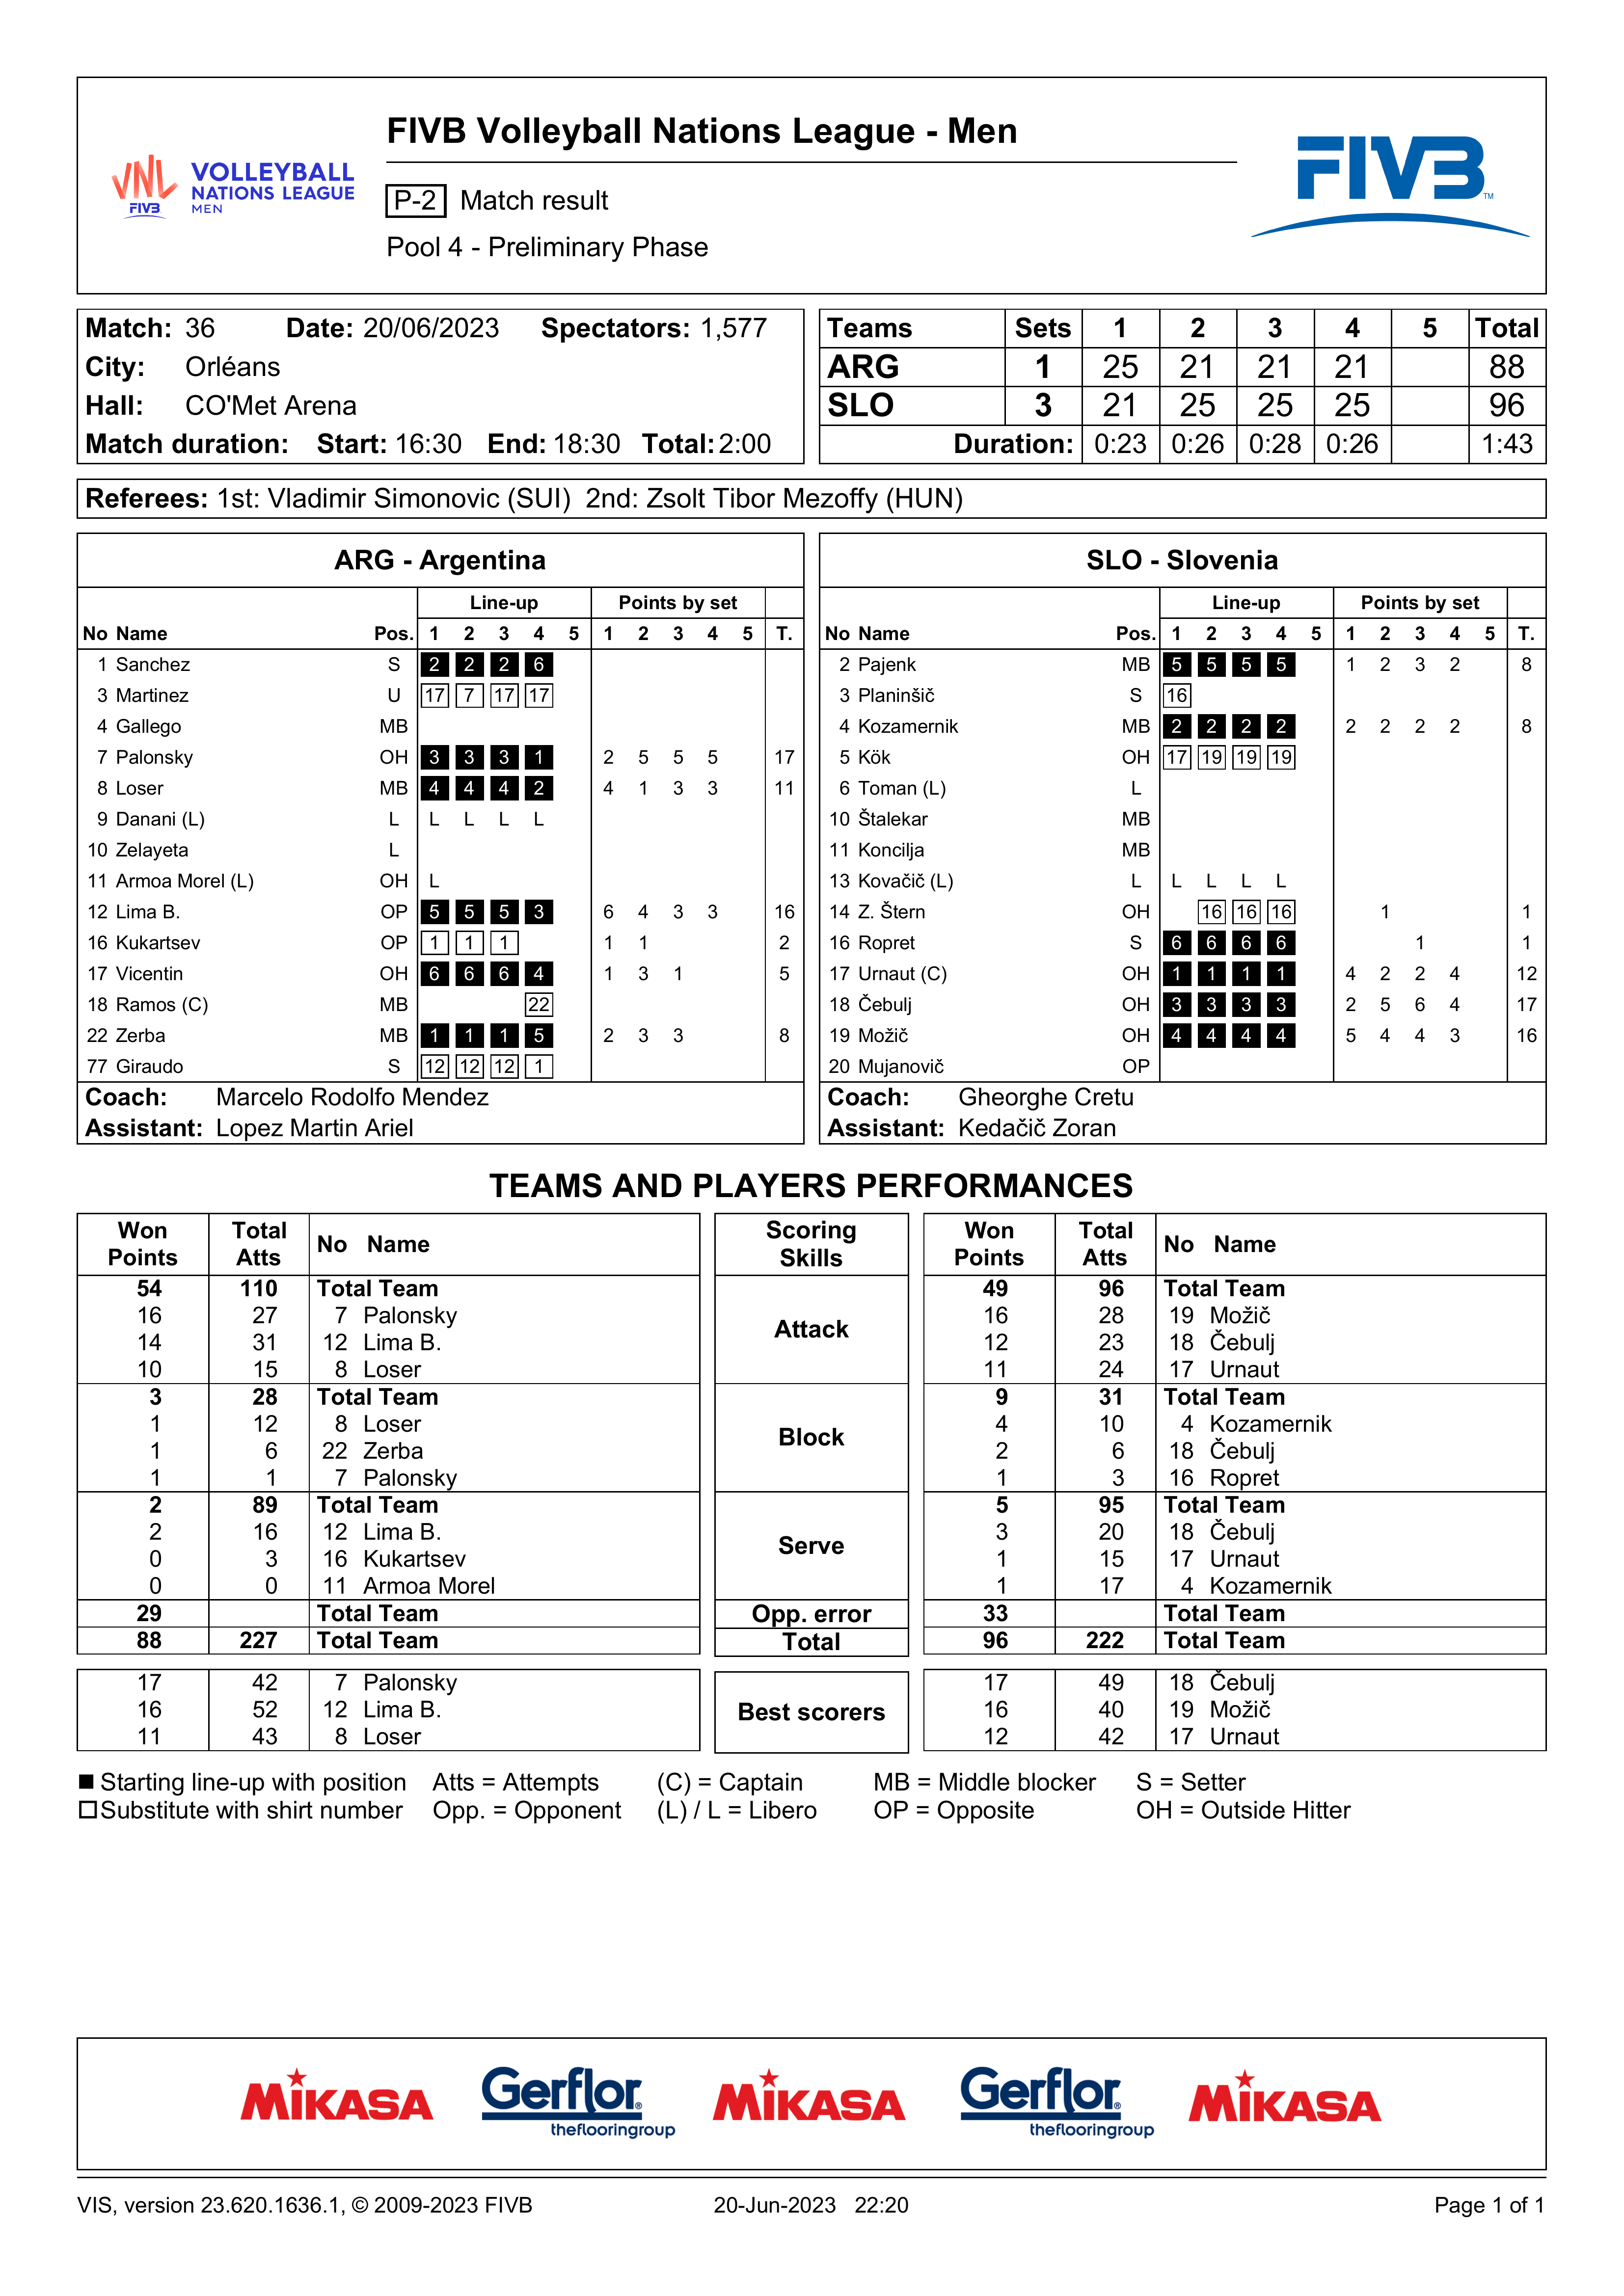 FIVB Volleyball Nations League - Men
VNL FIVB VOLLEYBALL NATIONS LEAGUE MEN
P-2 Match result
FIVB TM
Pool 4 - Preliminary Phase
Match: 36 Date: 20/06/2023 Spectators: 1,577
City: Orléans
Hall: CO'Met Arena
Match duration: Start: 16:30 End: 18:30 Total: 2:00
Teams Sets 1 2 3 4 5 Total
ARG 1 25 21 21 21 88
SLO 3 21 25 25 25 96
Duration: 0:23 0:26 0:28 0:26 1:43
Referees: 1st: Vladimir Simonovic (SUI) 2nd: Zsolt Tibor Mezoffy (HUN)
ARG - Argentina
Line-up Points by set
No Name Pos. 1 2 3 4 5 1 2 3 4 5 T.
1 Sanchez S 2 2 2 6
3 Martinez U 17 7 17 17
4 Gallego MB
7 Palonsky OH 3 3 3 1 2 5 5 5 17
8 Loser MB 4 4 4 2 4 1 3 3 11
9 Danani (L) L L L L L
10 Zelayeta L
11 Armoa Morel (L) OH L
12 Lima B. OP 5 5 5 3 6 4 3 3 16
16 Kukartsev OP 1 1 1 1 1 2
17 Vicentin OH 6 6 6 4 1 3 1 5
18 Ramos (C) MB 22
22 Zerba MB 1 1 1 5 2 3 3 8
77 Giraudo S 12 12 12 1
Coach: Marcelo Rodolfo Mendez
Assistant: Lopez Martin Ariel
SLO - Slovenia
Line-up Points by set
No Name Pos. 1 2 3 4 5 1 2 3 4 5 T.
2 Pajenk MB 5 5 5 5 1 2 3 2 8
3 Planinšič S 16
4 Kozamernik MB 2 2 2 2 2 2 2 2 8
5 Kök OH 17 19 19 19
6 Toman (L) L
10 Štalekar MB
11 Koncilja MB
13 Kovačič (L) L L L L L
14 Z. Štern OH 16 16 16 1 1
16 Ropret S 6 6 6 6 1 1
17 Urnaut (C) OH 1 1 1 1 4 2 2 4 12
18 Čebulj OH 3 3 3 3 2 5 6 4 17
19 Možič OH 4 4 4 4 5 4 4 3 16
20 Mujanovič OP
Coach: Gheorghe Cretu
Assistant: Kedačič Zoran
TEAMS AND PLAYERS PERFORMANCES
Won Points Total Atts No Name Scoring Skills Won Points Total Atts No Name
54 110 Total Team Attack 49 96 Total Team
16 27 7 Palonsky 16 28 19 Možič
14 31 12 Lima B. 12 23 18 Čebulj
10 15 8 Loser 11 24 17 Urnaut
3 28 Total Team Block 9 31 Total Team
1 12 8 Loser 4 10 4 Kozamernik
1 6 22 Zerba 2 6 18 Čebulj
1 1 7 Palonsky 1 3 16 Ropret
2 89 Total Team Serve 5 95 Total Team
2 16 12 Lima B. 3 20 18 Čebulj
0 3 16 Kukartsev 1 15 17 Urnaut
0 0 11 Armoa Morel 1 17 4 Kozamernik
29 Total Team Opp. error 33 Total Team
88 227 Total Team Total 96 222 Total Team
17 42 7 Palonsky Best scorers 17 49 18 Čebulj
16 52 12 Lima B. 16 40 19 Možič
11 43 8 Loser 12 42 17 Urnaut
Starting line-up with position Atts = Attempts (C) = Captain MB = Middle blocker S = Setter
Substitute with shirt number Opp. = Opponent (L) / L = Libero OP = Opposite OH = Outside Hitter
MIKASA Gerflor® theflooringgroup MIKASA Gerflor® theflooringgroup MIKASA
VIS, version 23.620.1636.1, © 2009-2023 FIVB 20-Jun-2023 22:20 Page 1 of 1